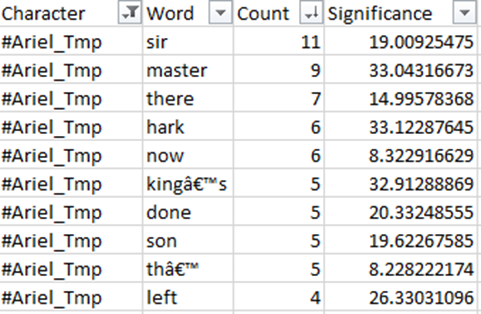 Character Word Count Significance
#Ariel_Tmp sir 11 19.00925475
#Ariel_Tmp master 9 33.04316673
#Ariel_Tmp there 7 14.99578368
#Ariel_Tmp hark 6 33.12287645
#Ariel_Tmp now 6 8.322916629
#Ariel_Tmp kingâ€™s 5 32.91288869
#Ariel_Tmp done 5 20.33248555
#Ariel_Tmp son 5 19.62267585
#Ariel_Tmp thâ€™ 5 8.228222174
#Ariel_Tmp left 4 26.33031096